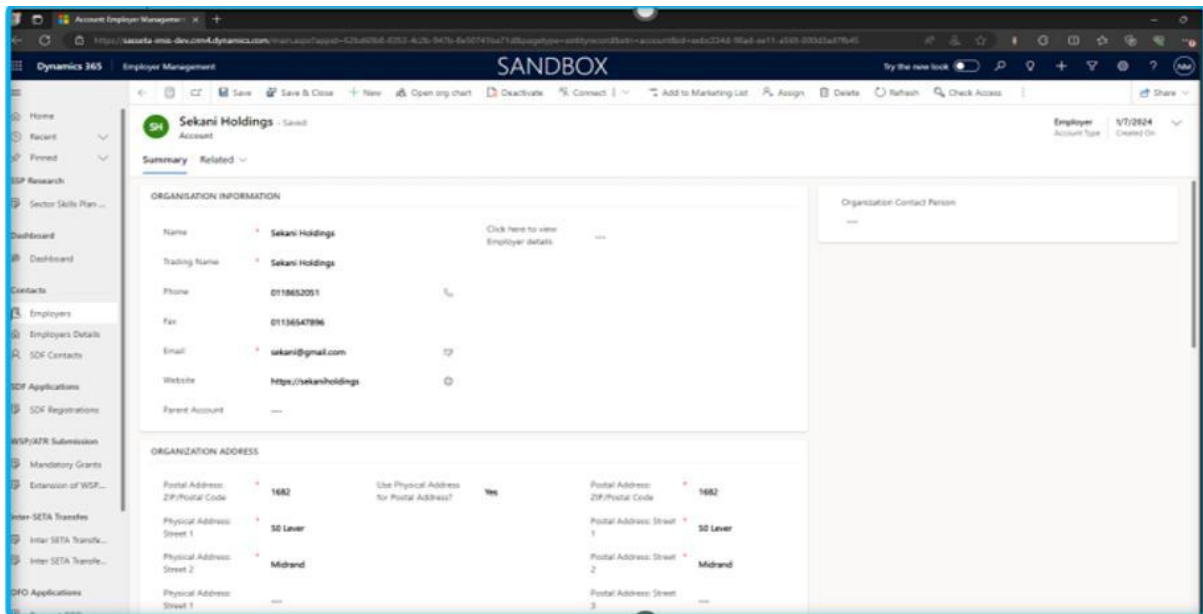 Account Employer Management
Dynamics 365
Employer Management
SANDBOX
Try the new look
Save
Save & Close
New
Open org chart
Deactivate
Connect
Add to Marketing List
Assign
Delete
Refresh
Check Access
Share
Home
Recent
Pinned
SSP Research
Sector Skills Plan ...
Dashboard
Dashboard
Contacts
Employers
Employers Details
SDF Contacts
SDF Applications
SDF Registrations
WSP/ATR Submission
Mandatory Grants
Extension of WSP...
Inter-SETA Transfes
Inter SETA Transfe...
Inter SETA Transfe...
OFO Applications
SH
Sekani Holdings - Saved
Account
Employer
Account Type
1/7/2024
Created On
Summary Related
ORGANISATION INFORMATION
Name * Sekani Holdings
Click here to view
Employer details ---
Trading Name * Sekani Holdings
Phone 0118652051
Fax 01136547896
Email * sekani@gmail.com
Website https://sekaniholdings
Parent Account ---
Organization Contact Person
---
ORGANIZATION ADDRESS
Postal Address:
ZIP/Postal Code * 1682
Use Physical Address
for Postal Address? Yes
Postal Address:
ZIP/Postal Code * 1682
Physical Address:
Street 1 * 50 Lever
Postal Address: Street
1 * 50 Lever
Physical Address:
Street 2 * Midrand
Postal Address: Street
2 * Midrand
Physical Address:
Street 1 ---
Postal Address: Street
3 ---